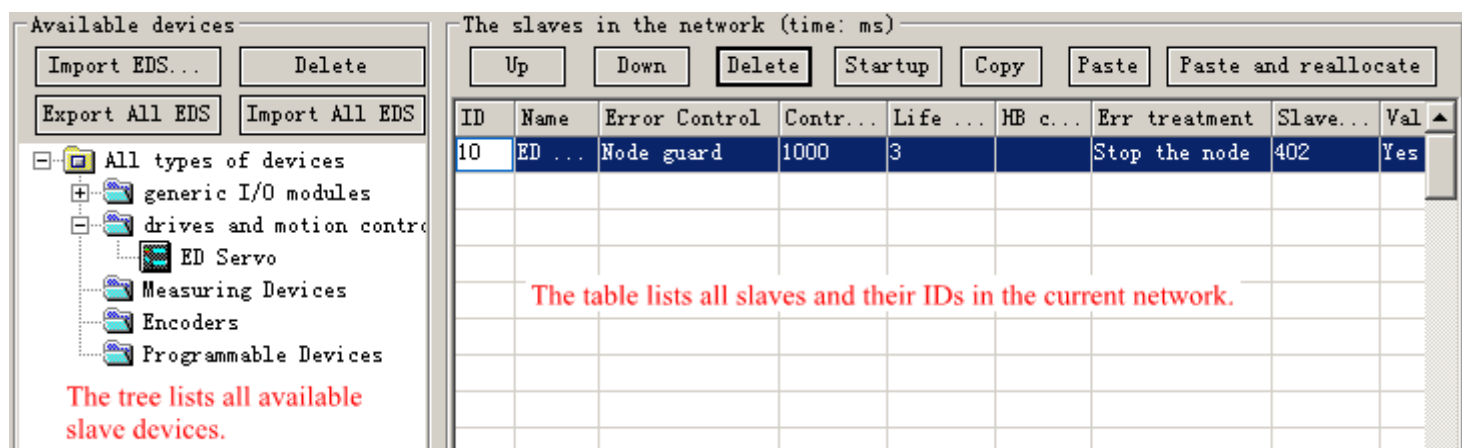 Available devices
Import EDS... Delete
Export All EDS Import All EDS
All types of devices
generic I/O modules
drives and motion contro
ED Servo
Measuring Devices
Encoders
Programmable Devices
The tree lists all available
slave devices.
The slaves in the network (time: ms)
Up Down Delete Startup Copy Paste Paste and reallocate
ID Name Error Control Contr... Life ... HB c... Err treatment Slave... Val
10 ED ... Node guard 1000 3 Stop the node 402 Yes
The table lists all slaves and their IDs in the current network.